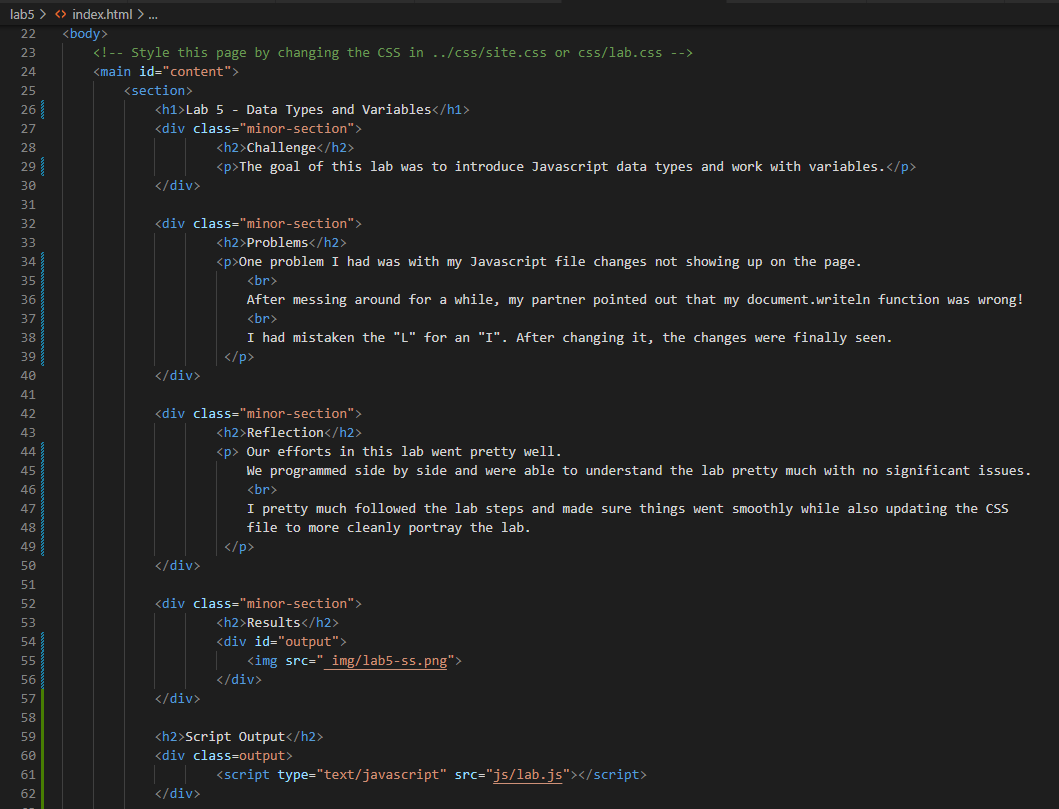 lab5 > <> index.html > ...
22 <body>
23 <!-- Style this page by changing the CSS in ../css/site.css or css/lab.css -->
24 <main id="content">
25 <section>
26 <h1>Lab 5 - Data Types and Variables</h1>
27 <div class="minor-section">
28 <h2>Challenge</h2>
29 <p>The goal of this lab was to introduce Javascript data types and work with variables.</p>
30 </div>
31
32 <div class="minor-section">
33 <h2>Problems</h2>
34 <p>One problem I had was with my Javascript file changes not showing up on the page.
35 <br>
36 After messing around for a while, my partner pointed out that my document.writeln function was wrong!
37 <br>
38 I had mistaken the "L" for an "I". After changing it, the changes were finally seen.
39 </p>
40 </div>
41
42 <div class="minor-section">
43 <h2>Reflection</h2>
44 <p> Our efforts in this lab went pretty well.
45 We programmed side by side and were able to understand the lab pretty much with no significant issues.
46 <br>
47 I pretty much followed the lab steps and made sure things went smoothly while also updating the CSS
48 file to more cleanly portray the lab.
49 </p>
50 </div>
51
52 <div class="minor-section">
53 <h2>Results</h2>
54 <div id="output">
55 <img src=" img/lab5-ss.png">
56 </div>
57 </div>
58
59 <h2>Script Output</h2>
60 <div class=output>
61 <script type="text/javascript" src="js/lab.js"></script>
62 </div>